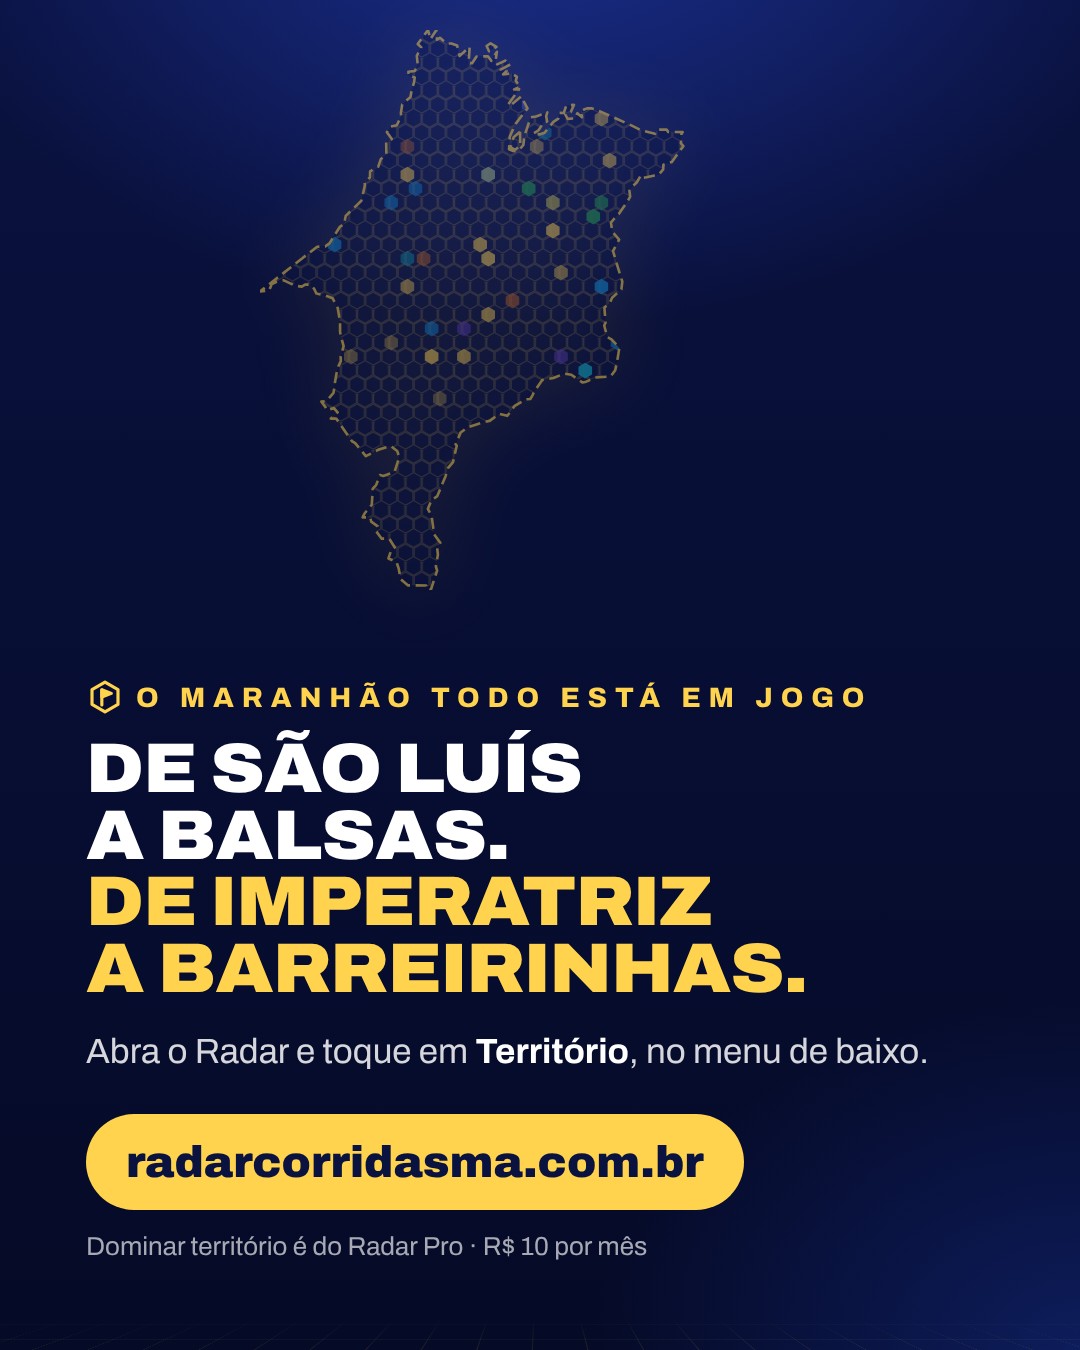 O MARANHÃO TODO ESTÁ EM JOGO
DE SÃO LUÍS
A BALSAS.
DE IMPERATRIZ
A BARREIRINHAS.
Abra o Radar e toque em Território, no menu de baixo.
radarcorridasma.com.br
Dominar território é do Radar Pro · R$ 10 por mês